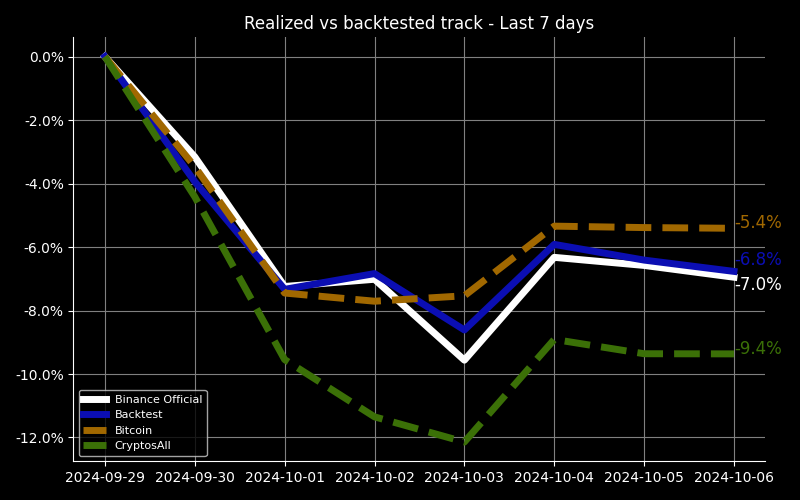 Realized vs backtested track - Last 7 days
0.0%
-2.0%
-4.0%
-6.0%
-8.0%
-10.0%
-12.0%
-5.4%
-6.8%
-7.0%
-9.4%
Binance Official
Backtest
Bitcoin
CryptosAll
2024-09-29 2024-09-30 2024-10-01 2024-10-02 2024-10-03 2024-10-04 2024-10-05 2024-10-06